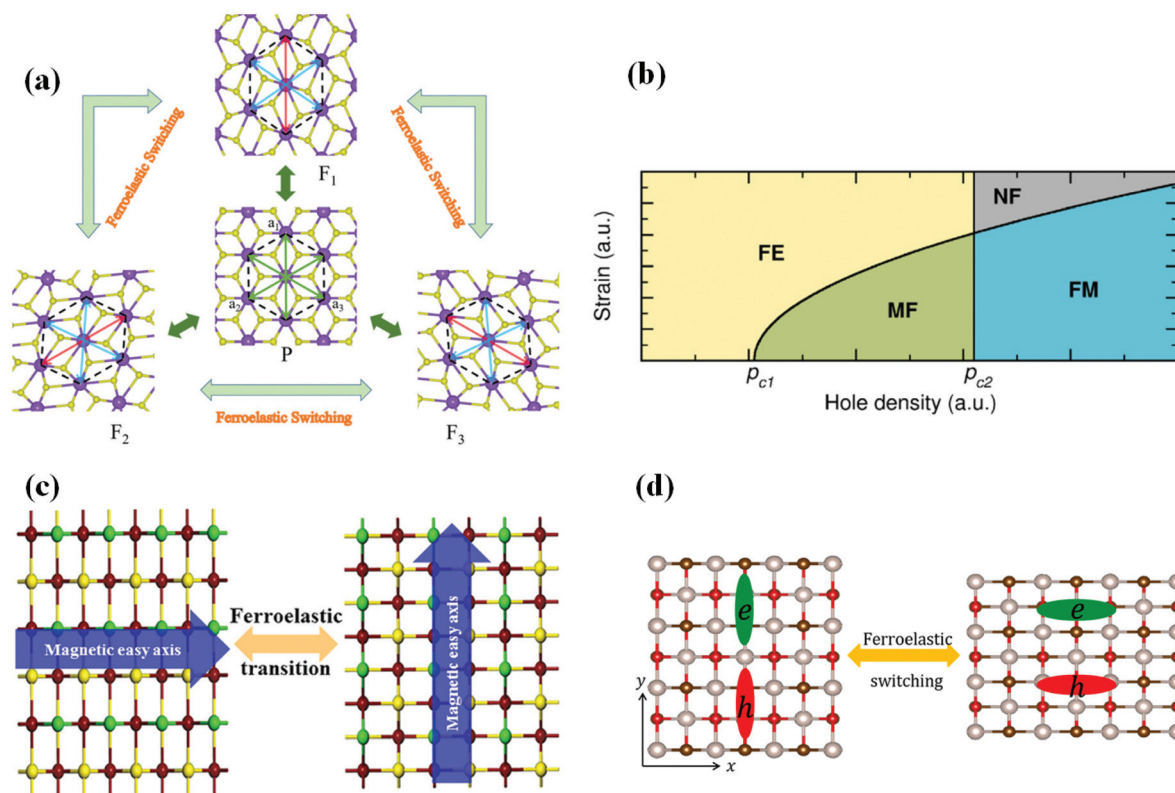 (a)
Ferroelastic Switching
Ferroelastic Switching
F1
a1
a2
a3
P
F2
Ferroelastic Switching
F3
(b)
Strain (a.u.)
FE
NF
MF
FM
pc1
pc2
Hole density (a.u.)
(c)
Magnetic easy axis
Ferroelastic
transition
Magnetic easy axis
(d)
e
h
y
x
Ferroelastic
switching
e
h